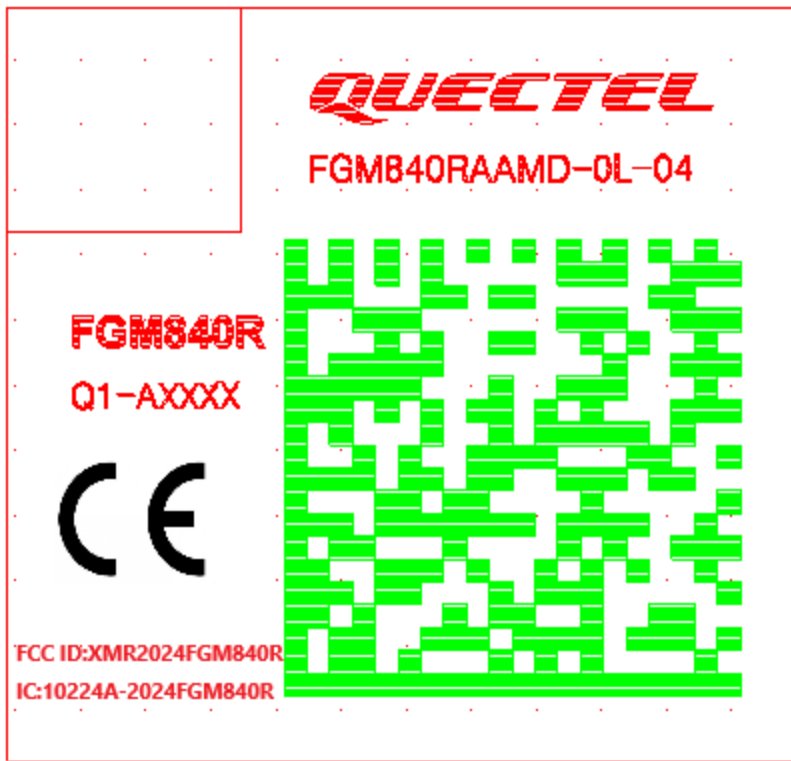 QUECTEL
FGM840RAAMD-0L-04
FGM840R
Q1-AXXXX
CE
FCC ID:XMR2024FGM840R
IC:10224A-2024FGM840R